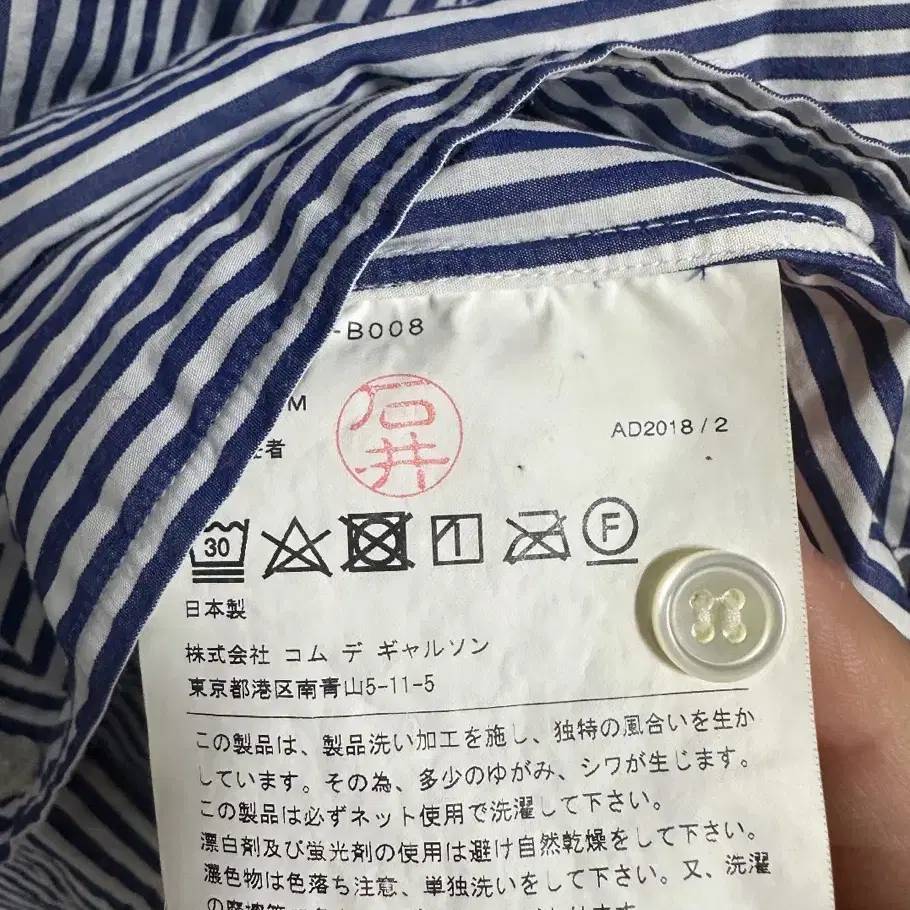 -B008
M
石井
AD2018 / 2
者
30
F
日本製
株式会社 コム デ ギャルソン
東京都港区南青山5-11-5
この製品は、製品洗い加工を施し、独特の風合いを生か
しています。その為、多少のゆがみ、シワが生じます。
この製品は必ずネット使用で洗濯して下さい。
漂白剤及び蛍光剤の使用は避け自然乾燥をして下さい。
濃色物は色落ち注意、単独洗いをして下さい。又、洗濯